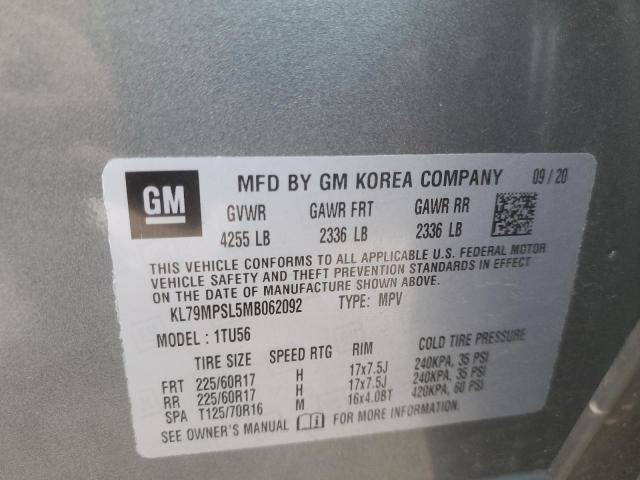 GM MFD BY GM KOREA COMPANY 09/20
GVWR GAWR FRT GAWR RR
4255 LB 2336 LB 2336 LB
THIS VEHICLE CONFORMS TO ALL APPLICABLE U.S. FEDERAL MOTOR
VEHICLE SAFETY AND THEFT PREVENTION STANDARDS IN EFFECT
ON THE DATE OF MANUFACTURE SHOWN ABOVE.
KL79MPSL5MB062092 TYPE: MPV
MODEL: 1TU56
TIRE SIZE SPEED RTG RIM COLD TIRE PRESSURE
FRT 225/60R17 H 17x7.5J 240KPA, 35 PSI
RR 225/60R17 H 17x7.5J 240KPA, 35 PSI
SPA T125/70R16 M 16x4.0BT 420KPA, 60 PSI
SEE OWNER'S MANUAL FOR MORE INFORMATION.